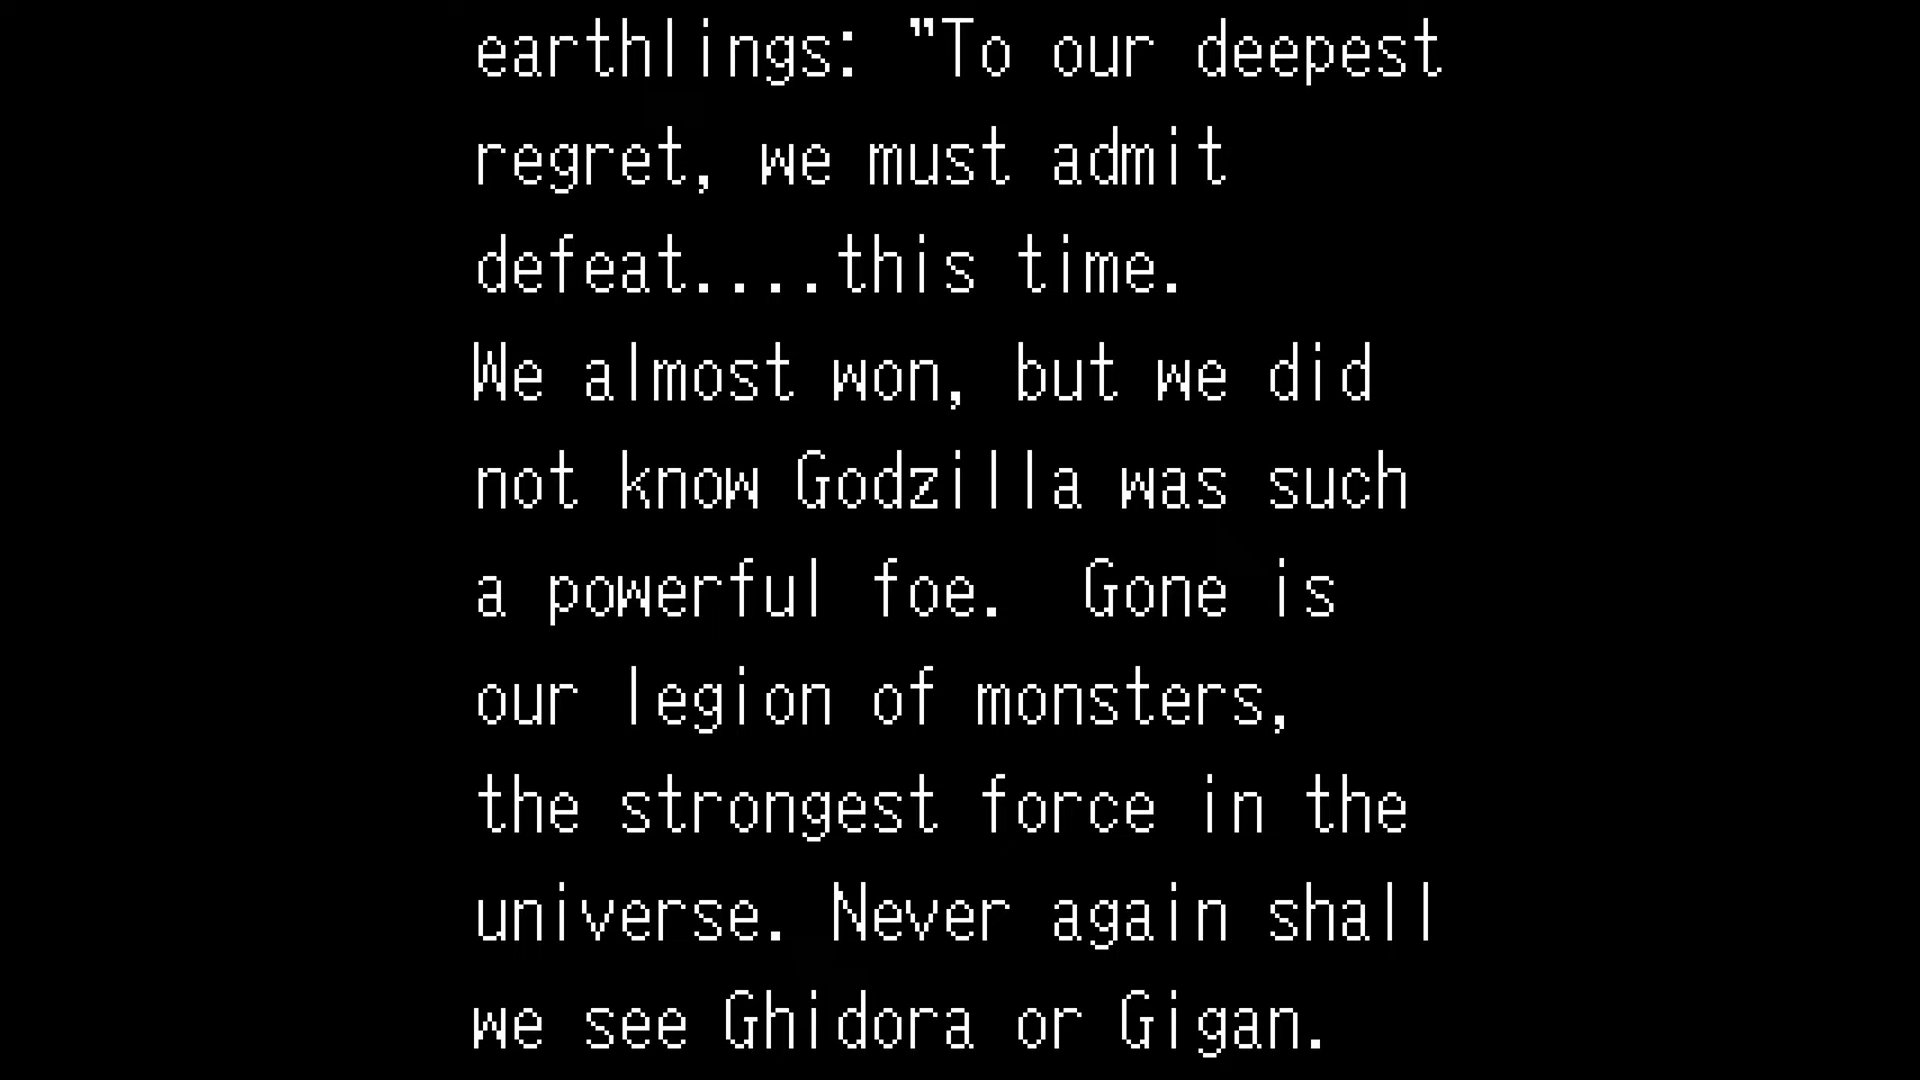 earthlings: "To our deepest
regret, we must admit
defeat....this time.
We almost won, but we did
not know Godzilla was such
a powerful foe.  Gone is
our legion of monsters,
the strongest force in the
universe. Never again shall
we see Ghidora or Gigan.